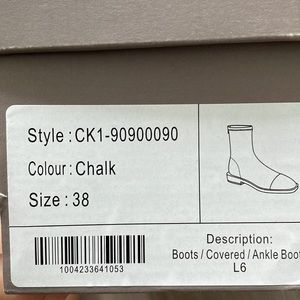 Style : CK1-90900090
Colour : Chalk
Size : 38
1004233641053
Description:
Boots / Covered / Ankle Boot
L6